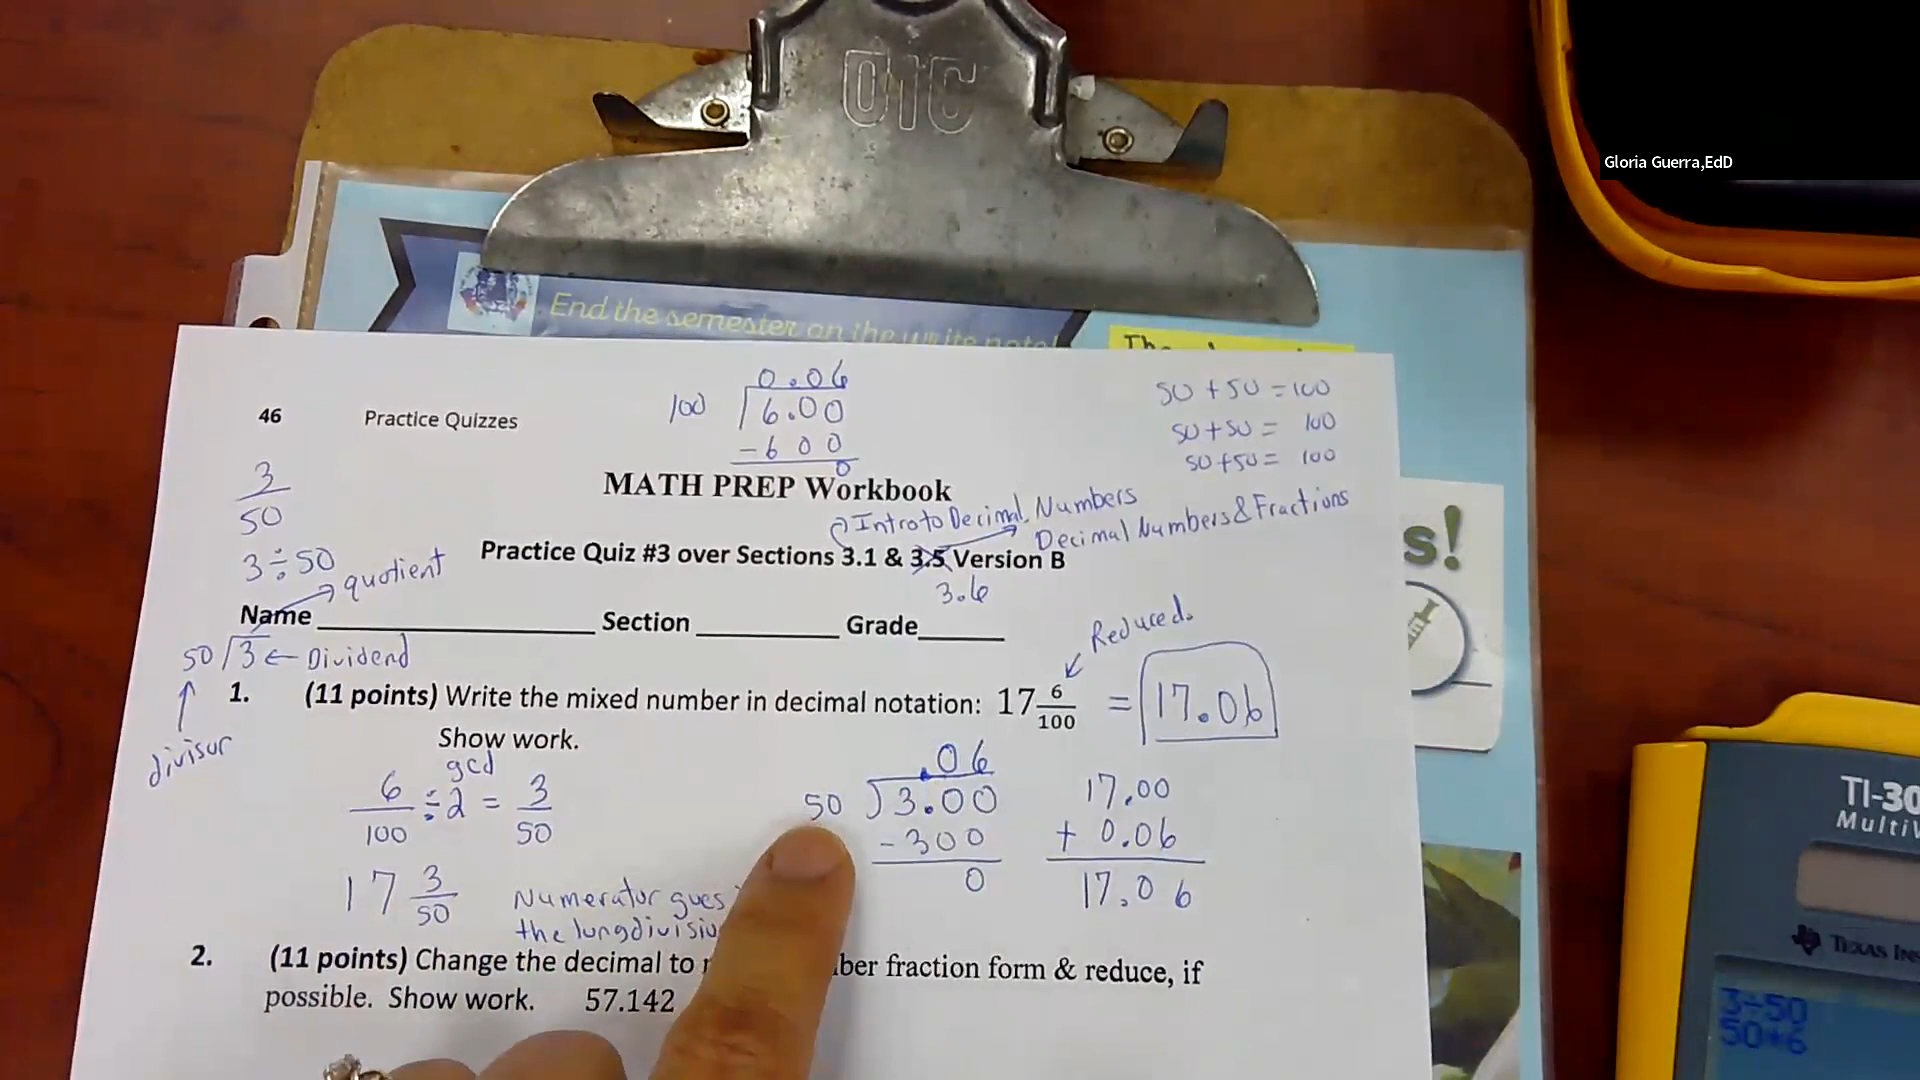 OIC
Gloria Guerra,EdD
End the semester on the write note!
46 Practice Quizzes
0.06
100 6.00
-600
0
50+50=100
50+50= 100
50+50= 100
3
50
3÷50
quotient
MATH PREP Workbook
Intro to Decimal Numbers
Decimal Numbers & Fractions
Practice Quiz #3 over Sections 3.1 & 3.5 Version B
3.6
Name Section Grade
50 3 ← Dividend
divisor
Reduced.
1. (11 points) Write the mixed number in decimal notation: 17 6/100 = 17.06
Show work.
gcd
6/100 ÷ 2 = 3/50
17 3/50
Numerator goes
the longdivision
.06
50 3.00
-300
0
17.00
+ 0.06
17.06
2. (11 points) Change the decimal to fraction form & reduce, if
possible. Show work. 57.142
s!
TI-30
Multi
TEXAS
3÷50
50*6